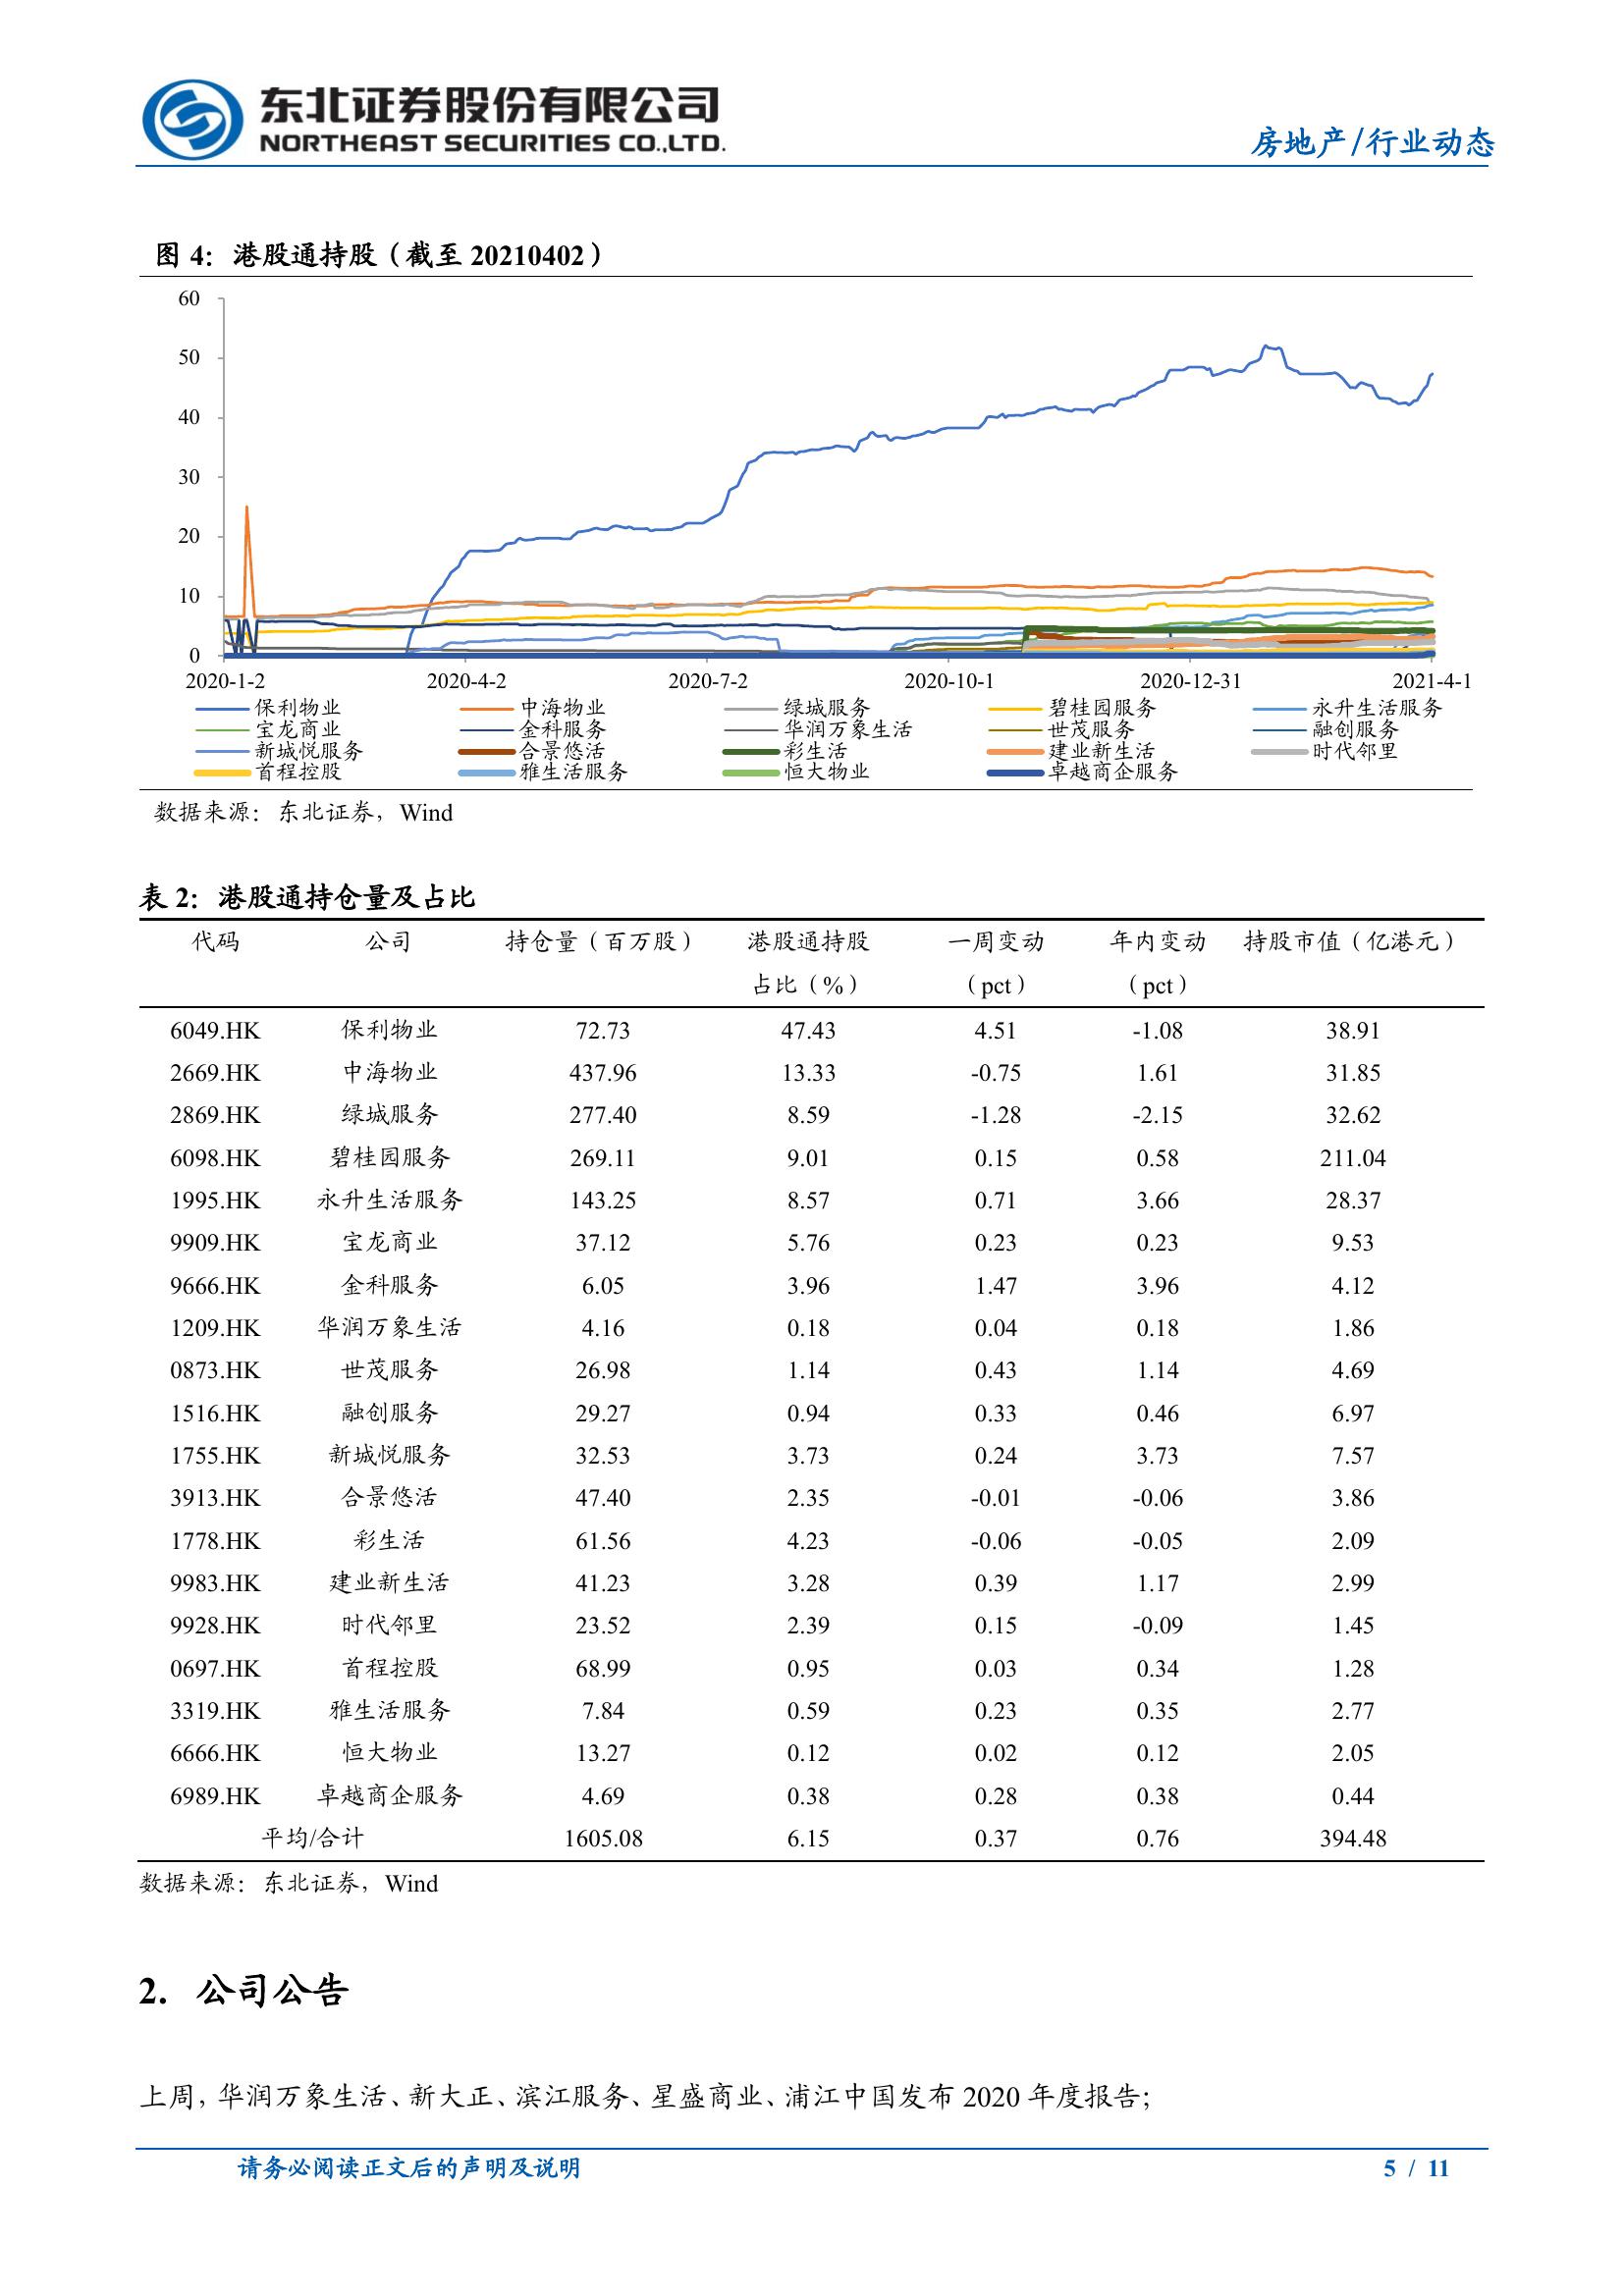 东北证券股份有限公司
NORTHEAST SECURITIES CO.,LTD.
房地产/行业动态
图 4：港股通持股（截至 20210402）
60
50
40
30
20
10
0
2020-1-2 2020-4-2 2020-7-2 2020-10-1 2020-12-31 2021-4-1
保利物业 中海物业 绿城服务 碧桂园服务 永升生活服务
宝龙商业 金科服务 华润万象生活 世茂服务 融创服务
新城悦服务 合景悠活 彩生活 建业新生活 时代邻里
首程控股 雅生活服务 恒大物业 卓越商企服务
数据来源：东北证券，Wind
表 2：港股通持仓量及占比
代码 公司 持仓量（百万股） 港股通持股 一周变动 年内变动 持股市值（亿港元）
占比（%） （pct） （pct）
6049.HK 保利物业 72.73 47.43 4.51 -1.08 38.91
2669.HK 中海物业 437.96 13.33 -0.75 1.61 31.85
2869.HK 绿城服务 277.40 8.59 -1.28 -2.15 32.62
6098.HK 碧桂园服务 269.11 9.01 0.15 0.58 211.04
1995.HK 永升生活服务 143.25 8.57 0.71 3.66 28.37
9909.HK 宝龙商业 37.12 5.76 0.23 0.23 9.53
9666.HK 金科服务 6.05 3.96 1.47 3.96 4.12
1209.HK 华润万象生活 4.16 0.18 0.04 0.18 1.86
0873.HK 世茂服务 26.98 1.14 0.43 1.14 4.69
1516.HK 融创服务 29.27 0.94 0.33 0.46 6.97
1755.HK 新城悦服务 32.53 3.73 0.24 3.73 7.57
3913.HK 合景悠活 47.40 2.35 -0.01 -0.06 3.86
1778.HK 彩生活 61.56 4.23 -0.06 -0.05 2.09
9983.HK 建业新生活 41.23 3.28 0.39 1.17 2.99
9928.HK 时代邻里 23.52 2.39 0.15 -0.09 1.45
0697.HK 首程控股 68.99 0.95 0.03 0.34 1.28
3319.HK 雅生活服务 7.84 0.59 0.23 0.35 2.77
6666.HK 恒大物业 13.27 0.12 0.02 0.12 2.05
6989.HK 卓越商企服务 4.69 0.38 0.28 0.38 0.44
平均/合计 1605.08 6.15 0.37 0.76 394.48
数据来源：东北证券，Wind
2. 公司公告
上周，华润万象生活、新大正、滨江服务、星盛商业、浦江中国发布 2020 年度报告；
请务必阅读正文后的声明及说明
5 / 11